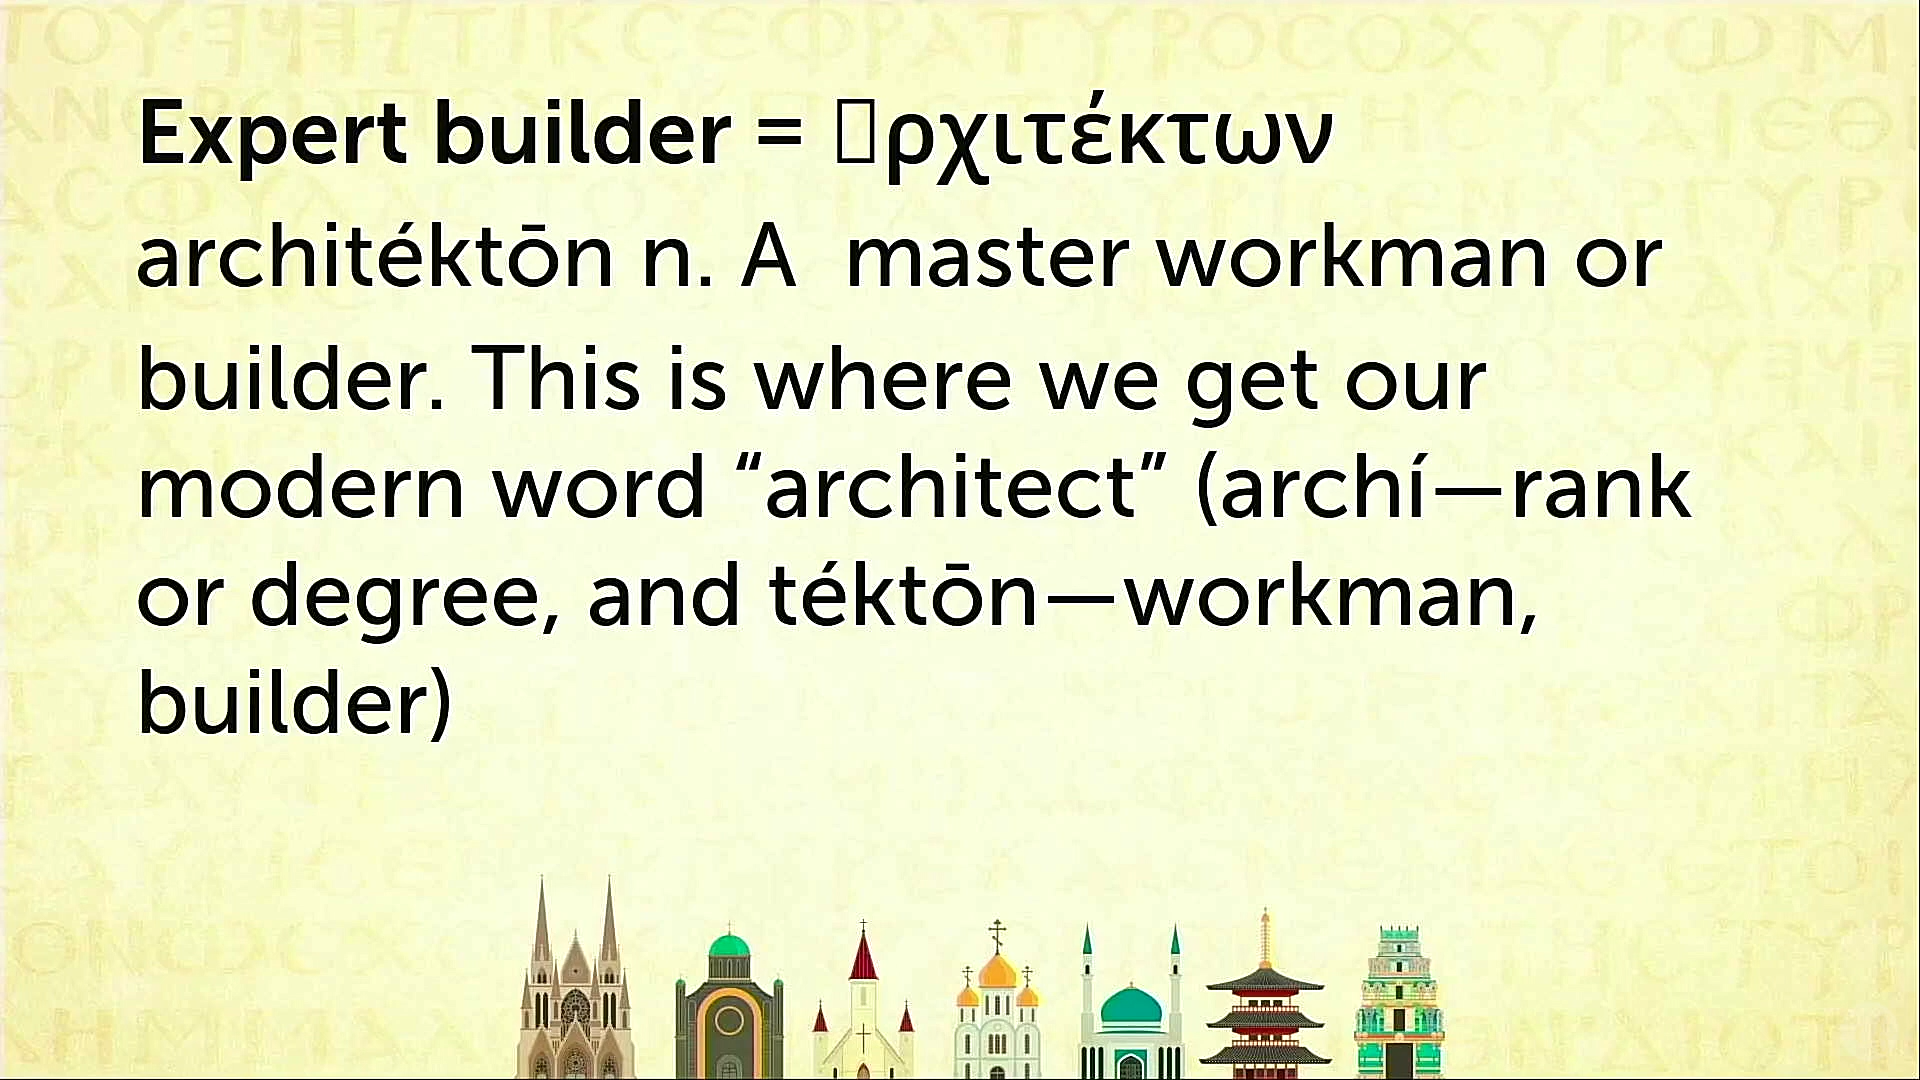 Expert builder = ▯ρχιτέκτων
architéktōn n. A  master workman or
builder. This is where we get our
modern word “architect” (archí—rank
or degree, and téktōn—workman,
builder)